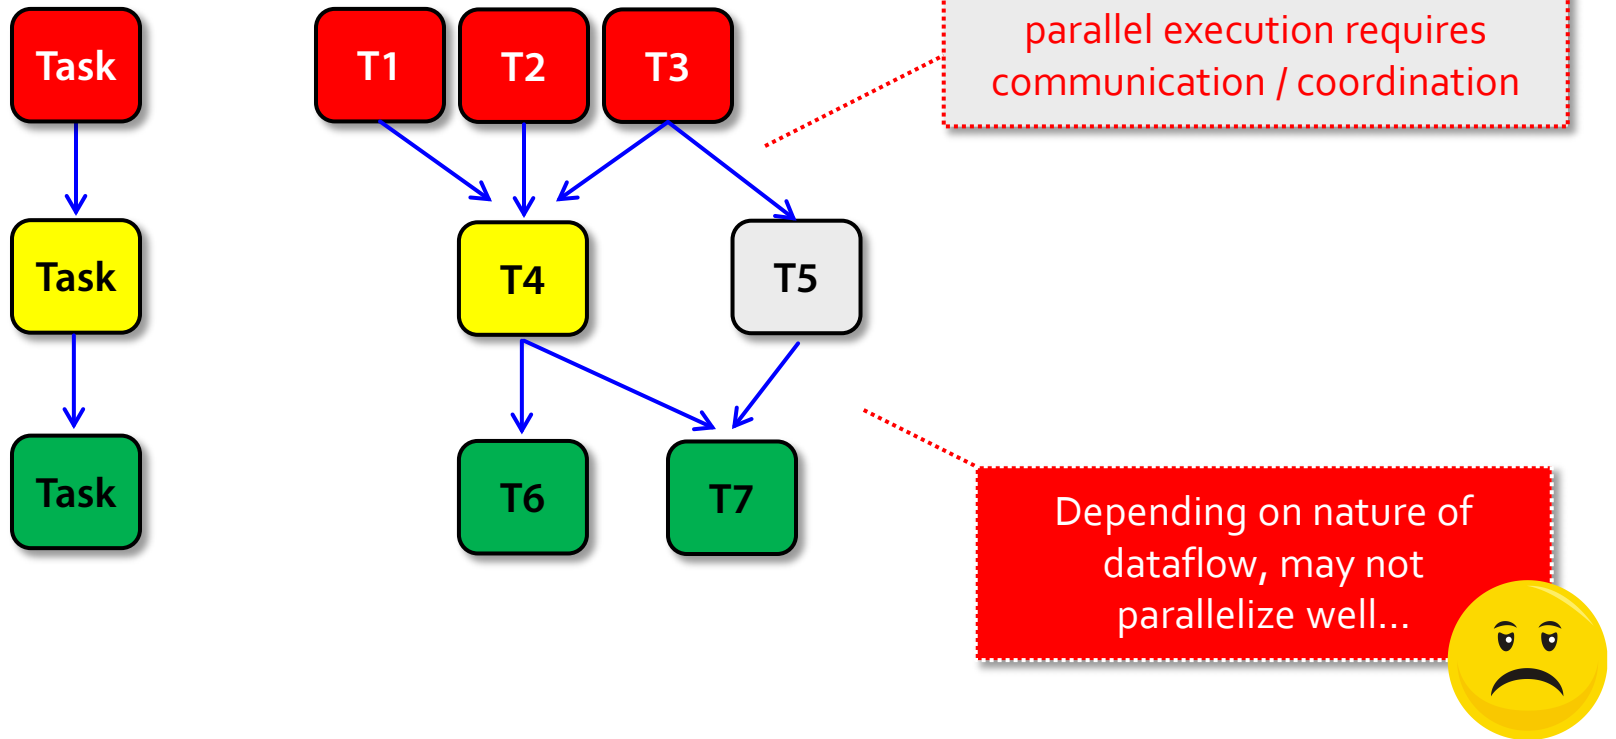 Task
T1
T2
T3
parallel execution requires
communication / coordination
Task
T4
T5
Task
T6
T7
Depending on nature of
dataflow, may not
parallelize well...